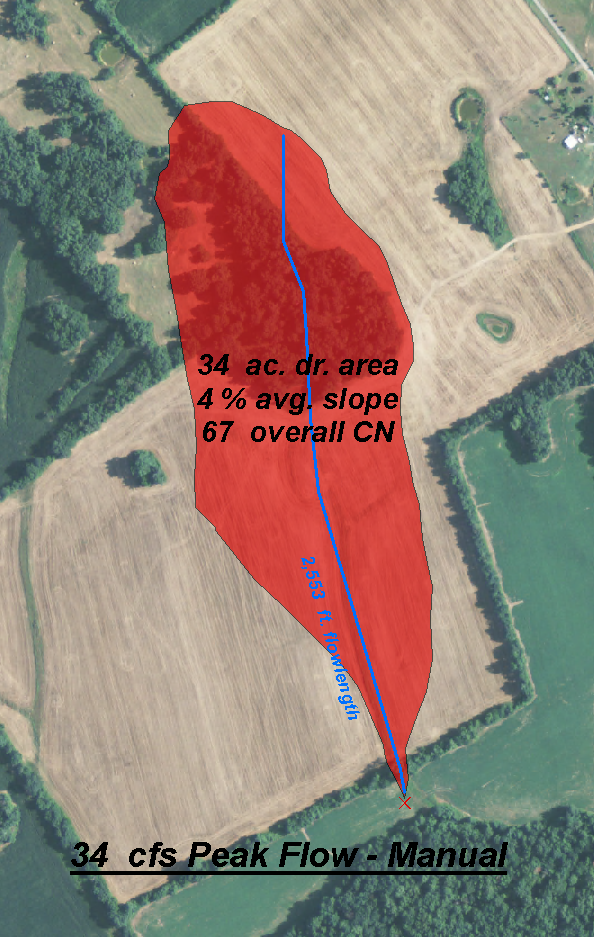 34 ac. dr. area
4 % avg. slope
67 overall CN
2,553 ft. flowlength
34 cfs Peak Flow - Manual